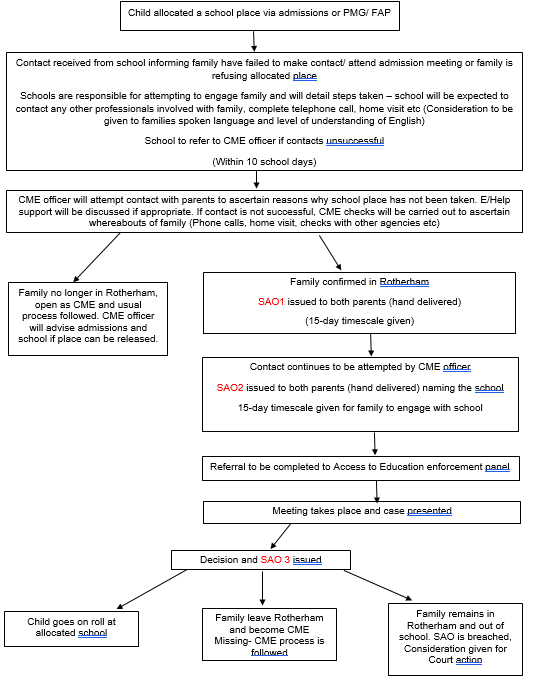 Child allocated a school place via admissions or PMG/ FAP
Contact received from school informing family have failed to make contact/ attend admission meeting or family is
refusing allocated place
Schools are responsible for attempting to engage family and will detail steps taken – school will be expected to
contact any other professionals involved with family, complete telephone call, home visit etc (Consideration to be
given to families spoken language and level of understanding of English)
School to refer to CME officer if contacts unsuccessful
(Within 10 school days)
CME officer will attempt contact with parents to ascertain reasons why school place has not been taken. E/Help
support will be discussed if appropriate. If contact is not successful, CME checks will be carried out to ascertain
whereabouts of family (Phone calls, home visit, checks with other agencies etc)
Family no longer in Rotherham,
open as CME and usual
process followed. CME officer
will advise admissions and
school if place can be released.
Family confirmed in Rotherham
SAO1 issued to both parents (hand delivered)
(15-day timescale given)
Contact continues to be attempted by CME officer
SAO2 issued to both parents (hand delivered) naming the school
15-day timescale given for family to engage with school
Referral to be completed to Access to Education enforcement panel
Meeting takes place and case presented
Decision and SAO 3 issued
Child goes on roll at
allocated school
Family leave Rotherham
and become CME
Missing- CME process is
followed
Family remains in
Rotherham and out of
school. SAO is breached,
Consideration given for
Court action